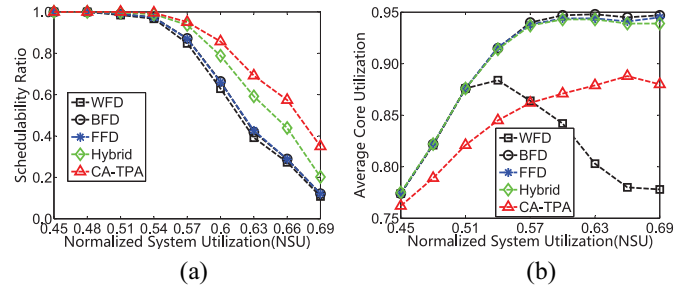 Schedulability Ratio
1.0
0.8
0.6
0.4
0.2
0.0
WFD
BFD
FFD
Hybrid
CA-TPA
0.45 0.48 0.51 0.54 0.57 0.6 0.63 0.66 0.69
Normalized System Utilization(NSU)
(a)
Average Core Utilization
0.95
0.90
0.85
0.80
0.75
WFD
BFD
FFD
Hybrid
CA-TPA
0.45 0.51 0.57 0.63 0.69
Normalized System Utilization(NSU)
(b)